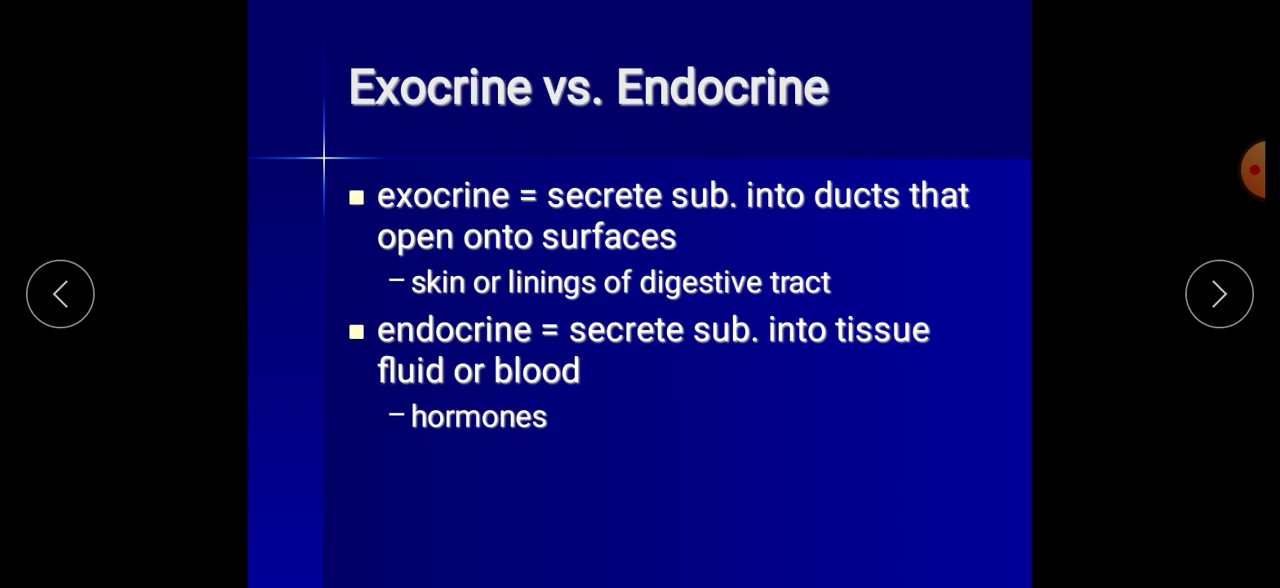 Exocrine vs. Endocrine
exocrine = secrete sub. into ducts that
open onto surfaces
– skin or linings of digestive tract
endocrine = secrete sub. into tissue
fluid or blood
– hormones